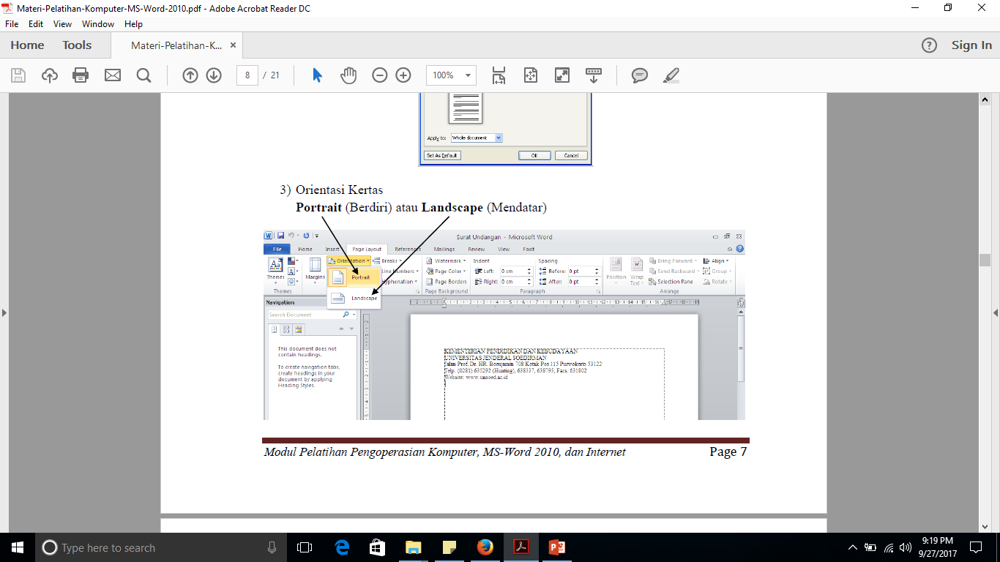 Materi-Pelatihan-Komputer-MS-Word-2010.pdf - Adobe Acrobat Reader DC
File Edit View Window Help
Home Tools Materi-Pelatihan-K... × ? Sign In
8 / 21 100%
Apply to: Whole document
Set As Default OK Cancel
3) Orientasi Kertas
Portrait (Berdiri) atau Landscape (Mendatar)
Surat Undangan - Microsoft Word
File Home Insert Page Layout References Mailings Review View Foxit
Orientation Breaks Watermark Indent Spacing Bring Forward Align
Portrait Line Numbers Page Color Left: 0 cm Before: 0 pt Send Backward Group
Themes Margins Hyphenation Page Borders Right: 0 cm After: 0 pt Position Wrap Text Selection Pane Rotate
Themes Page Background Paragraph Arrange
Landscape
Navigation
Search Document
This document does not
contain headings.
To create navigation tabs,
create headings in your
document by applying
Heading Styles.
KEMENTERIAN PENDIDIKAN DAN KEBUDAYAAN
UNIVERSITAS JENDERAL SOEDIRMAN
Jalan Prof. Dr. HR. Boenjamin 708 Kotak Pos 115 Purwokerto 53122
Telp. (0281) 635292 (Hunting), 638337, 638795, Facs. 631802
Website: www.unsoed.ac.id
Modul Pelatihan Pengoperasian Komputer, MS-Word 2010, dan Internet Page 7
Type here to search
9:19 PM
9/27/2017